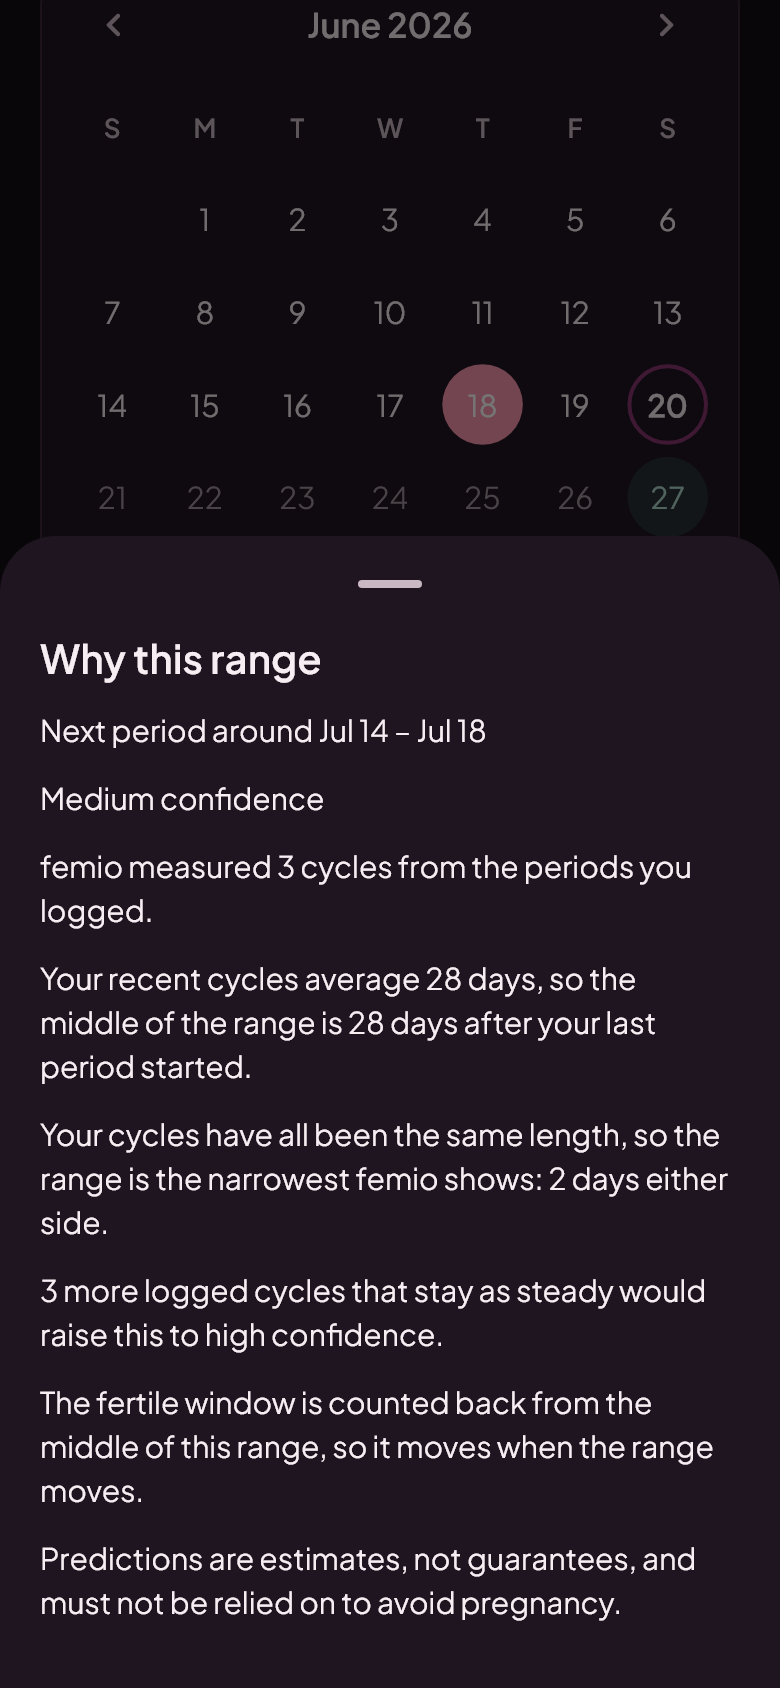 June 2026
S M T W T F S
1 2 3 4 5 6
7 8 9 10 11 12 13
14 15 16 17 18 19 20
21 22 23 24 25 26 27
Why this range
Next period around Jul 14 – Jul 18
Medium confidence
femio measured 3 cycles from the periods you
logged.
Your recent cycles average 28 days, so the
middle of the range is 28 days after your last
period started.
Your cycles have all been the same length, so the
range is the narrowest femio shows: 2 days either
side.
3 more logged cycles that stay as steady would
raise this to high confidence.
The fertile window is counted back from the
middle of this range, so it moves when the range
moves.
Predictions are estimates, not guarantees, and
must not be relied on to avoid pregnancy.